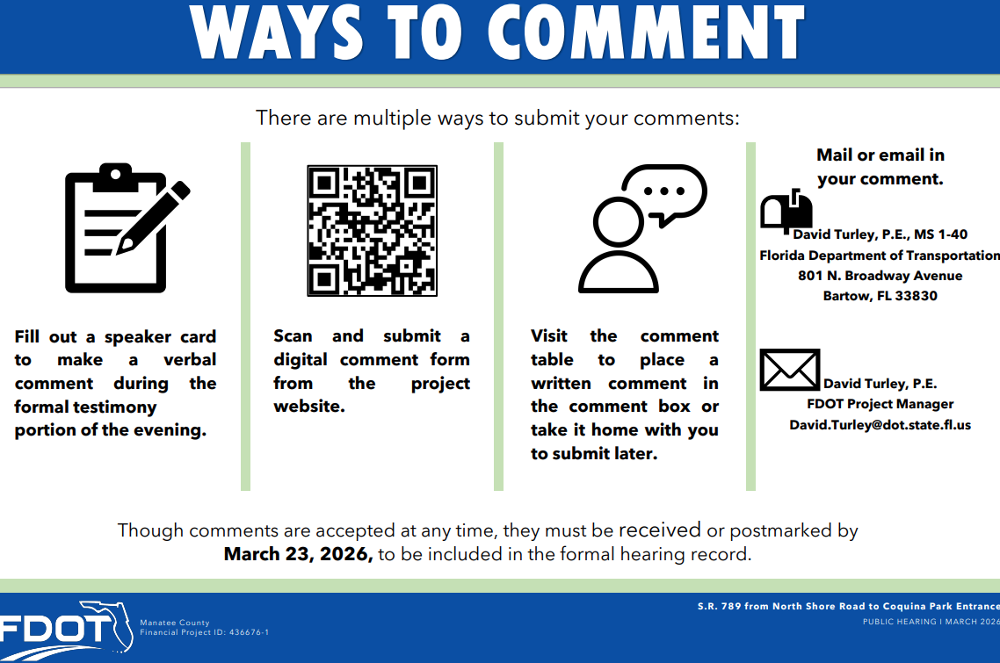 WAYS TO COMMENT
There are multiple ways to submit your comments:
Fill out a speaker card
to make a verbal
comment during the
formal testimony
portion of the evening.
Scan and submit a
digital comment form
from the project
website.
Visit the comment
table to place a
written comment in
the comment box or
take it home with you
to submit later.
Mail or email in
your comment.
David Turley, P.E., MS 1-40
Florida Department of Transportation
801 N. Broadway Avenue
Bartow, FL 33830
David Turley, P.E.
FDOT Project Manager
David.Turley@dot.state.fl.us
Though comments are accepted at any time, they must be received or postmarked by
March 23, 2026, to be included in the formal hearing record.
FDOT
Manatee County
Financial Project ID: 436676-1
S.R. 789 from North Shore Road to Coquina Park Entrance
PUBLIC HEARING I MARCH 2026